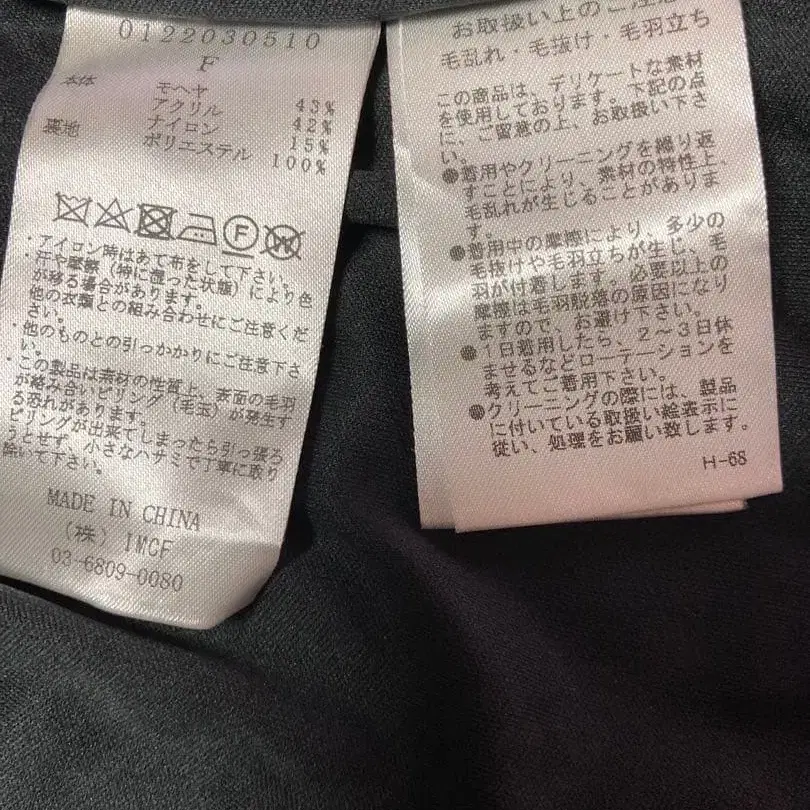 0122030510
F
本体 モヘヤ 43%
アクリル 42%
ナイロン 15%
裏地 ポリエステル 100%
・アイロン時はあて布をして下さい。
・汗や摩擦（特に湿った状態）により色
が移る場合があります。
他の衣類との組み合わせにご注意くだ
さい。
・他のものとの引っかかりにご注意下さ
い。
・この製品は素材の性質上、表面の毛羽
が絡み合いピリング（毛玉）が発生す
る恐れがあります。
ピリングが出来てしまったら引っ張ろ
うとせず、小さなハサミで丁寧に取り
除いて下さい。
MADE IN CHINA
（株）IMCF
03-6809-0080
お取扱い上のご注意
毛乱れ・毛抜け・毛羽立ち
この商品は、デリケートな素材
を使用しております。下記の点
に、ご留意の上、お取扱い下さ
い。
●着用やクリーニングを繰り返
すことにより、素材の特性上、
毛乱れが生じることがありま
す。
●着用中の摩擦により、多少の
毛抜けや毛羽立ちが生じ、毛
羽が付着します。必要以上の
摩擦は毛羽脱落の原因になり
ますので、お避け下さい。
●1日着用したら、2～3日休
ませるなどローテーションを
考えてご着用下さい。
●クリーニングの際には、製品
に付いている取扱い絵表示に
従い、処理をお願い致します。
H-68